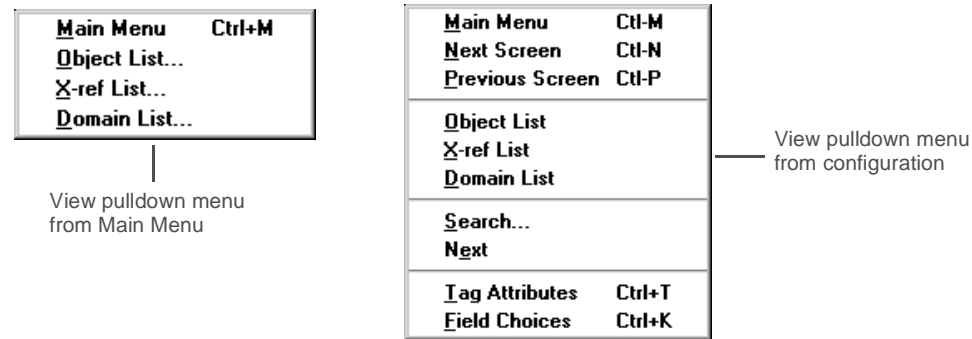 Main Menu Ctrl+M
Object List...
X-ref List...
Domain List...
View pulldown menu
from Main Menu
Main Menu Ctl-M
Next Screen Ctl-N
Previous Screen Ctl-P
Object List
X-ref List
Domain List
Search...
Next
Tag Attributes Ctrl+T
Field Choices Ctrl+K
View pulldown menu
from configuration